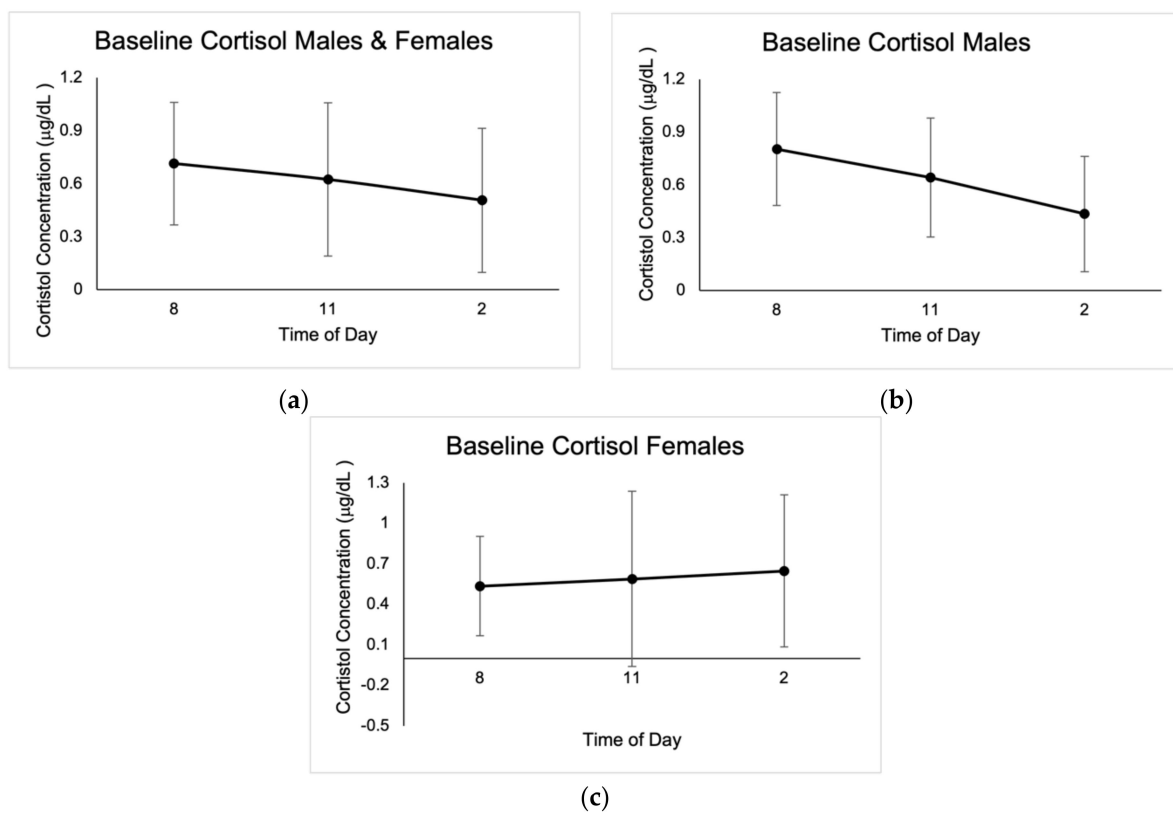 Baseline Cortisol Males & Females
Cortistol Concentration (μg/dL )
1.2
0.9
0.6
0.3
0
8 11 2
Time of Day
(a)
Baseline Cortisol Males
Cortistol Concentration (μg/dL )
1.2
0.9
0.6
0.3
0
8 11 2
Time of Day
(b)
Baseline Cortisol Females
Cortistol Concentration (μg/dL )
1.3
1
0.7
0.4
0.1
-0.2
-0.5
8 11 2
Time of Day
(c)